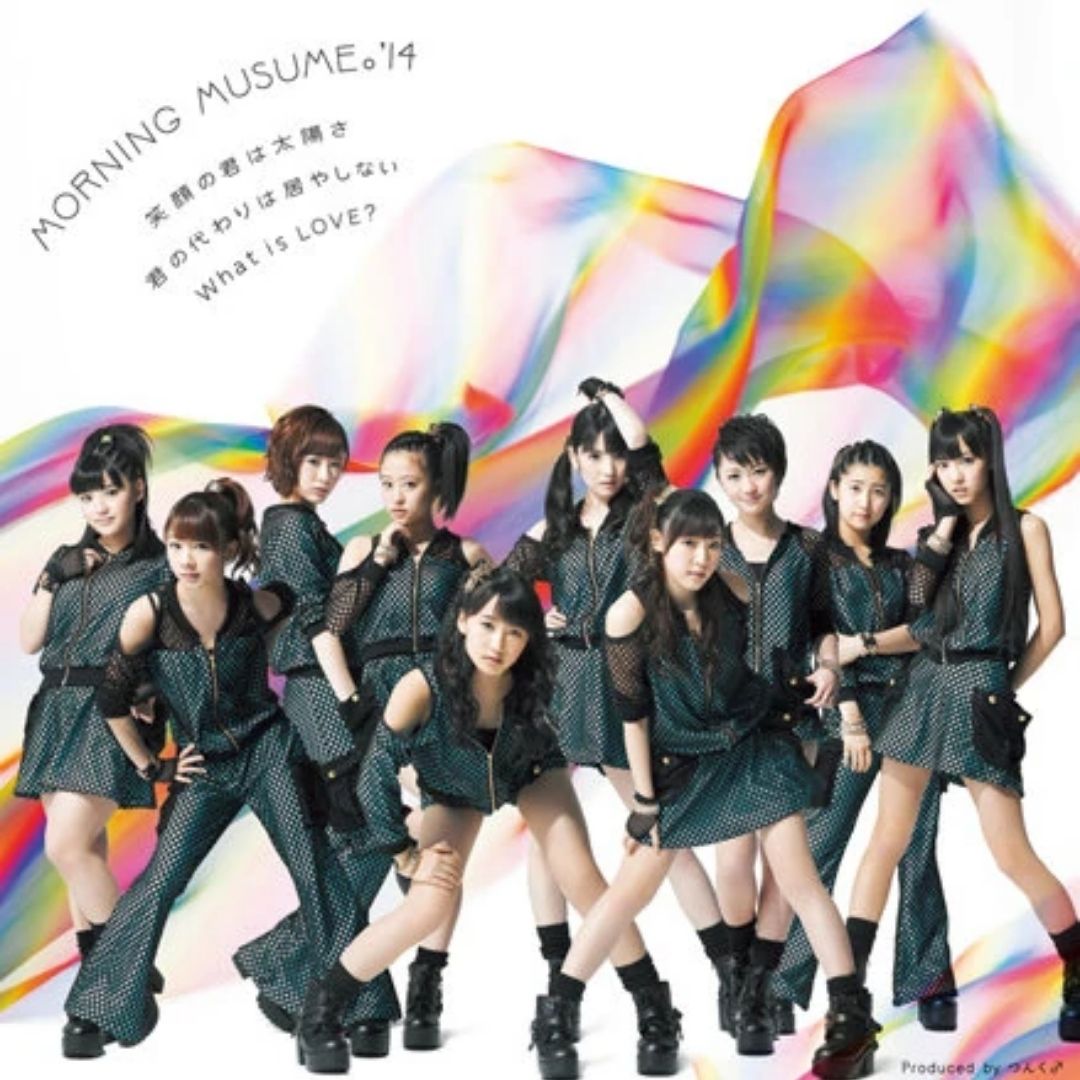 MORNING MUSUME。'14
笑顔の君は太陽さ
君の代わりは居やしない
What is LOVE?
Produced by つんく♂